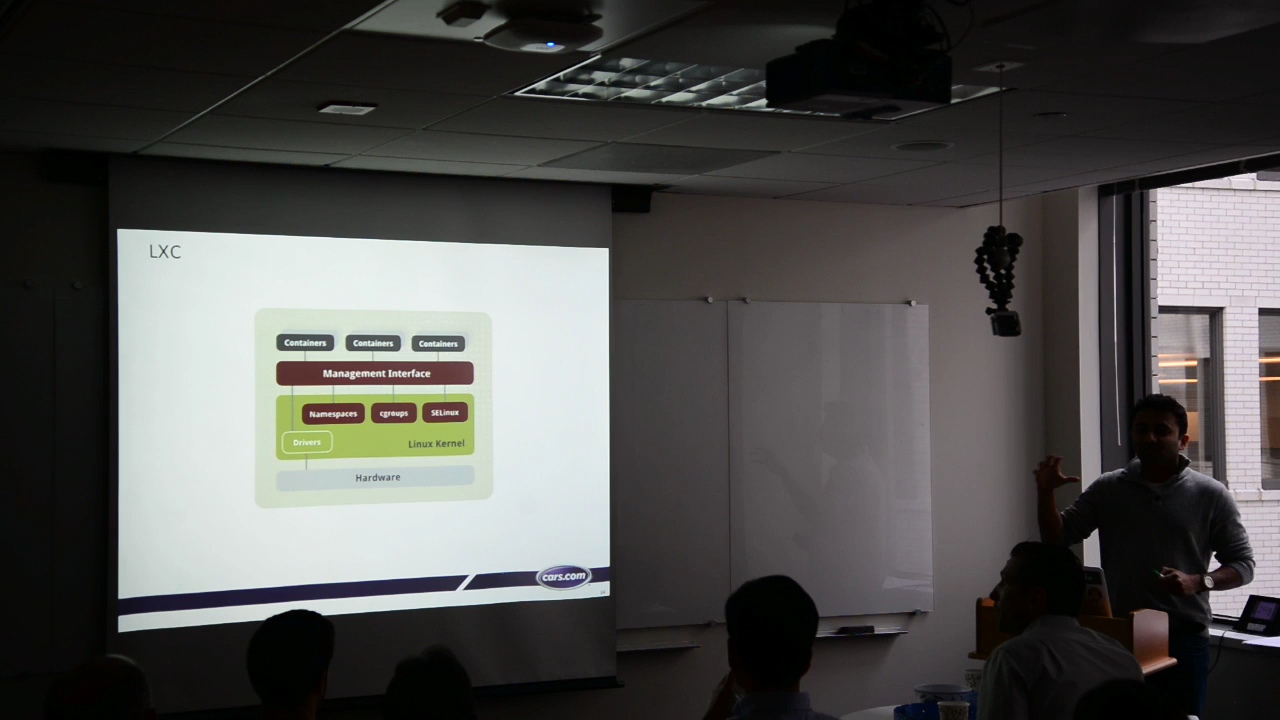 LXC
Containers Containers Containers
Management Interface
Namespaces cgroups SELinux
Drivers
Linux Kernel
Hardware
cars.com